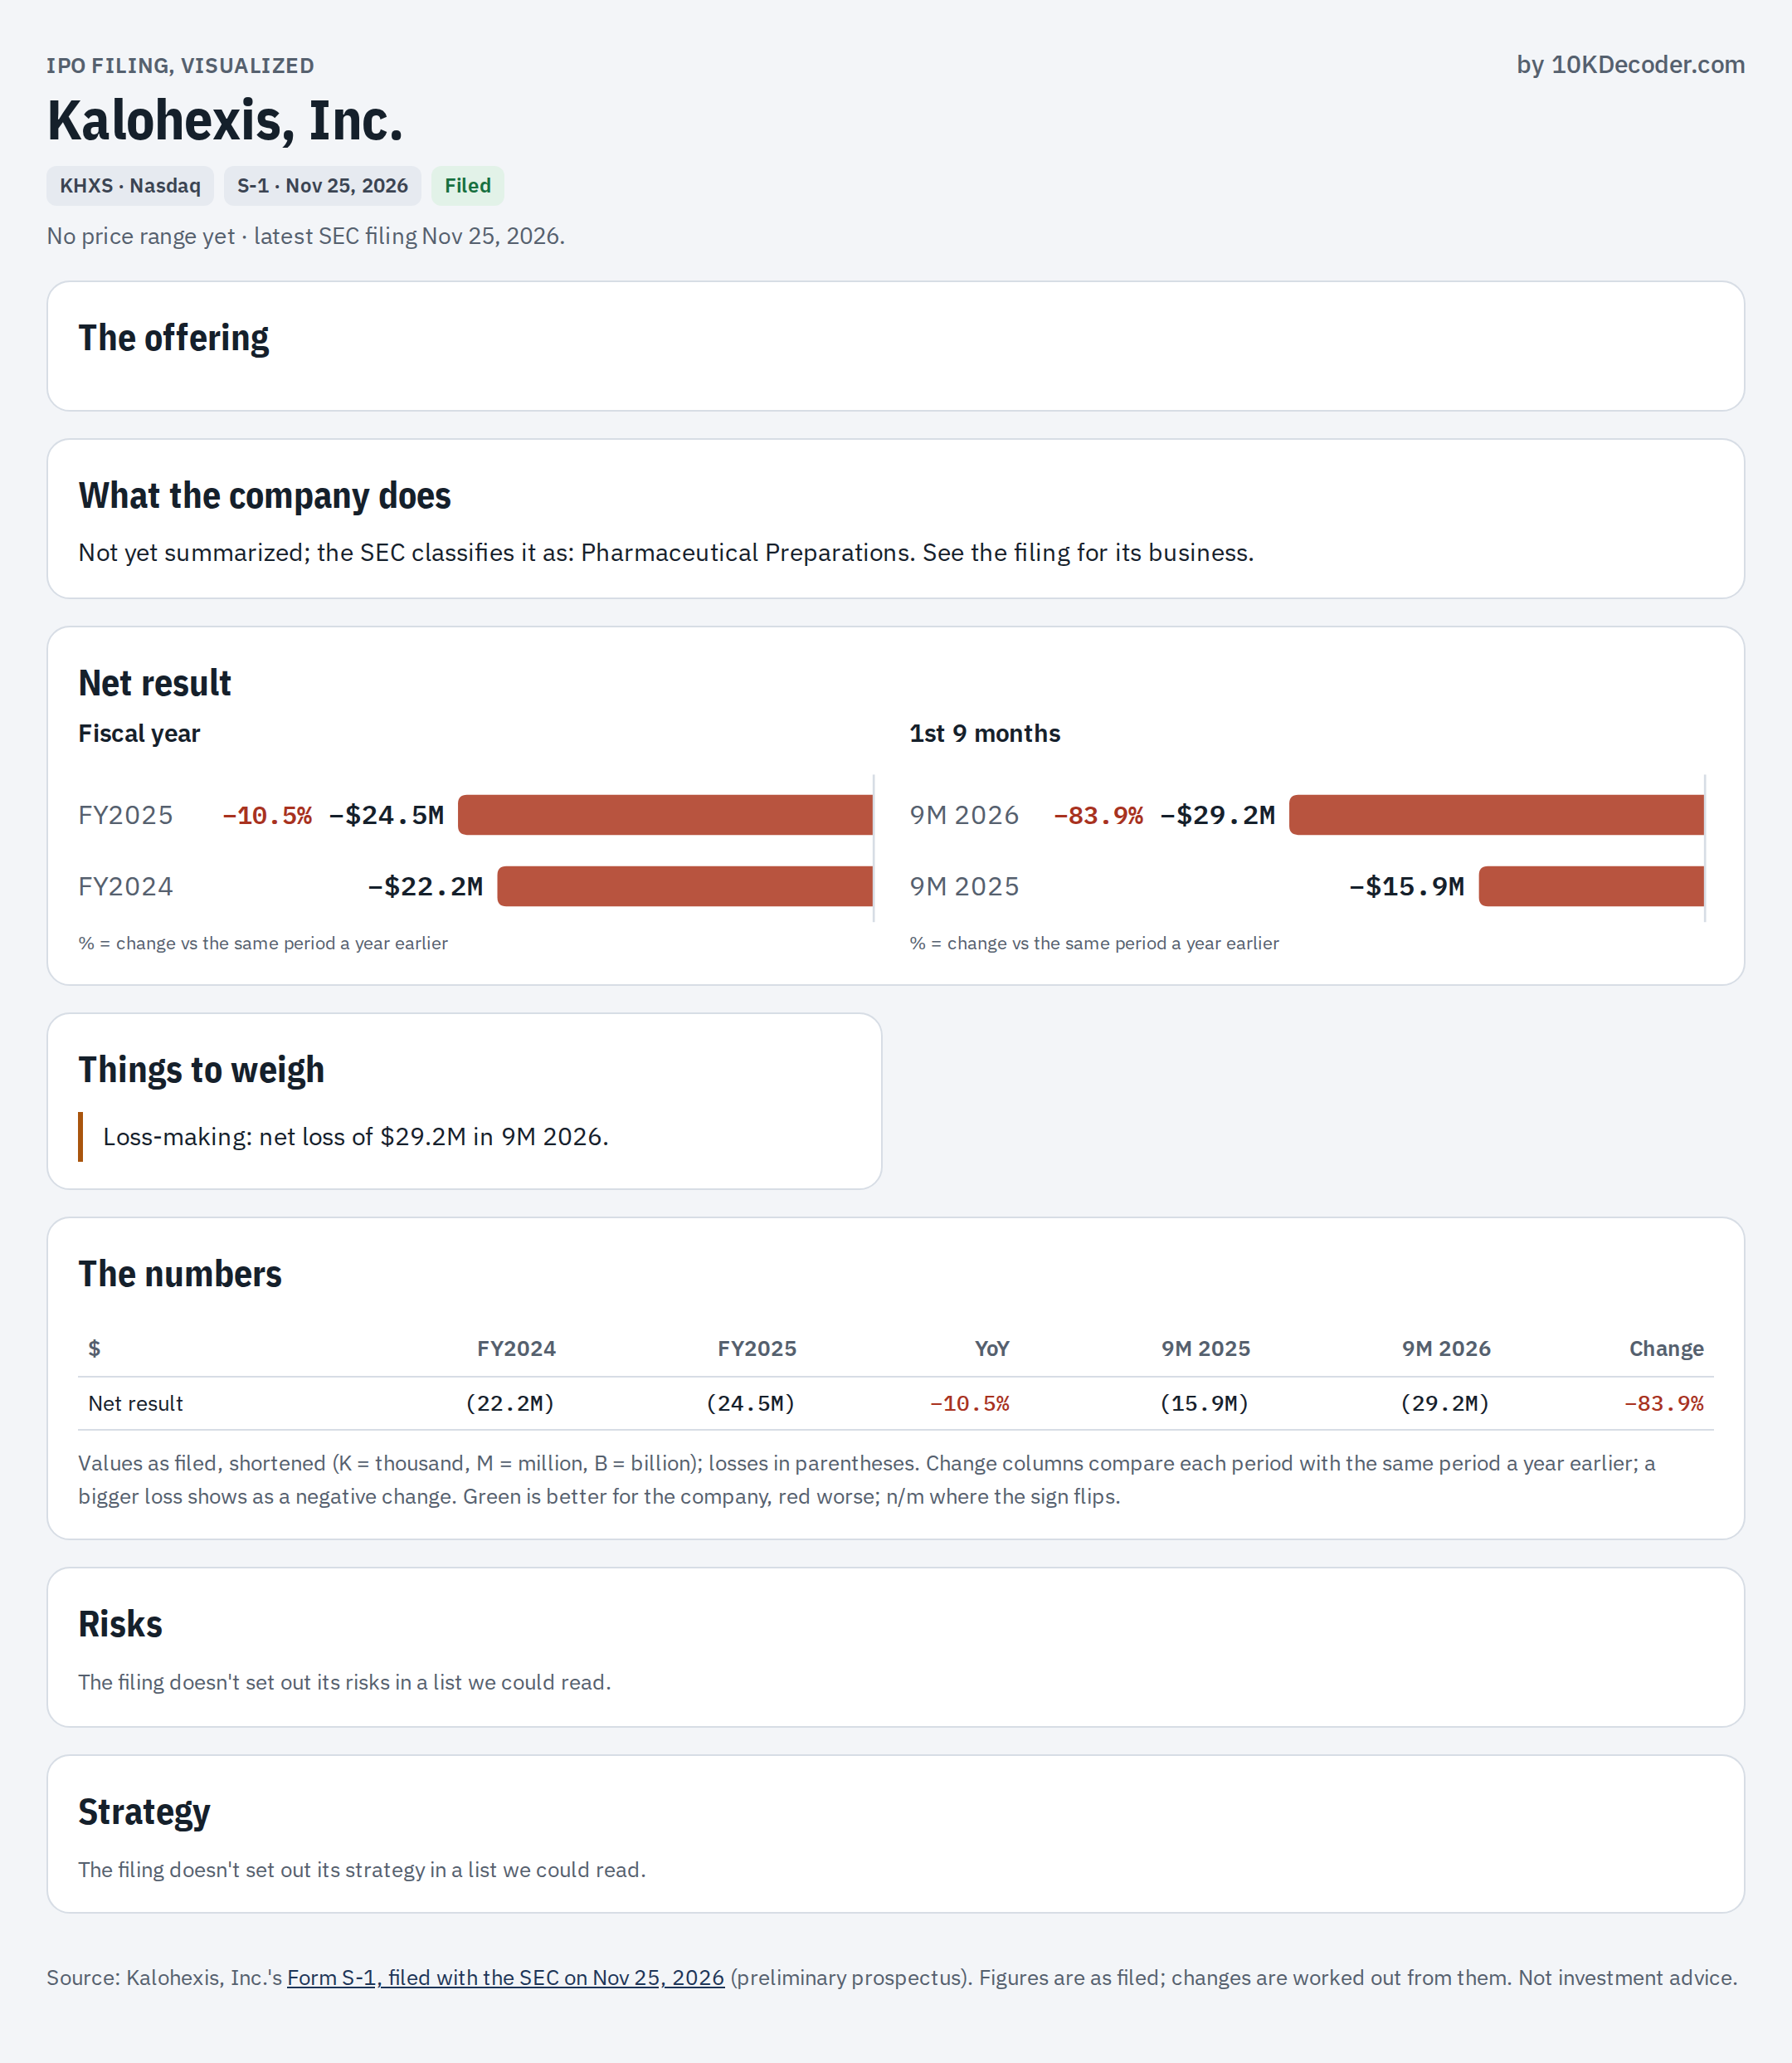 IPO FILING, VISUALIZED
by 10KDecoder.com
Kalohexis, Inc.
KHXS · Nasdaq
S-1 · Nov 25, 2026
Filed
No price range yet · latest SEC filing Nov 25, 2026.
The offering
What the company does
Not yet summarized; the SEC classifies it as: Pharmaceutical Preparations. See the filing for its business.
Net result
Fiscal year
FY2025 −10.5% −$24.5M
FY2024 −$22.2M
% = change vs the same period a year earlier
1st 9 months
9M 2026 −83.9% −$29.2M
9M 2025 −$15.9M
% = change vs the same period a year earlier
Things to weigh
Loss-making: net loss of $29.2M in 9M 2026.
The numbers
$ FY2024 FY2025 YoY 9M 2025 9M 2026 Change
Net result (22.2M) (24.5M) −10.5% (15.9M) (29.2M) −83.9%
Values as filed, shortened (K = thousand, M = million, B = billion); losses in parentheses. Change columns compare each period with the same period a year earlier; a
bigger loss shows as a negative change. Green is better for the company, red worse; n/m where the sign flips.
Risks
The filing doesn't set out its risks in a list we could read.
Strategy
The filing doesn't set out its strategy in a list we could read.
Source: Kalohexis, Inc.'s Form S-1, filed with the SEC on Nov 25, 2026 (preliminary prospectus). Figures are as filed; changes are worked out from them. Not investment advice.